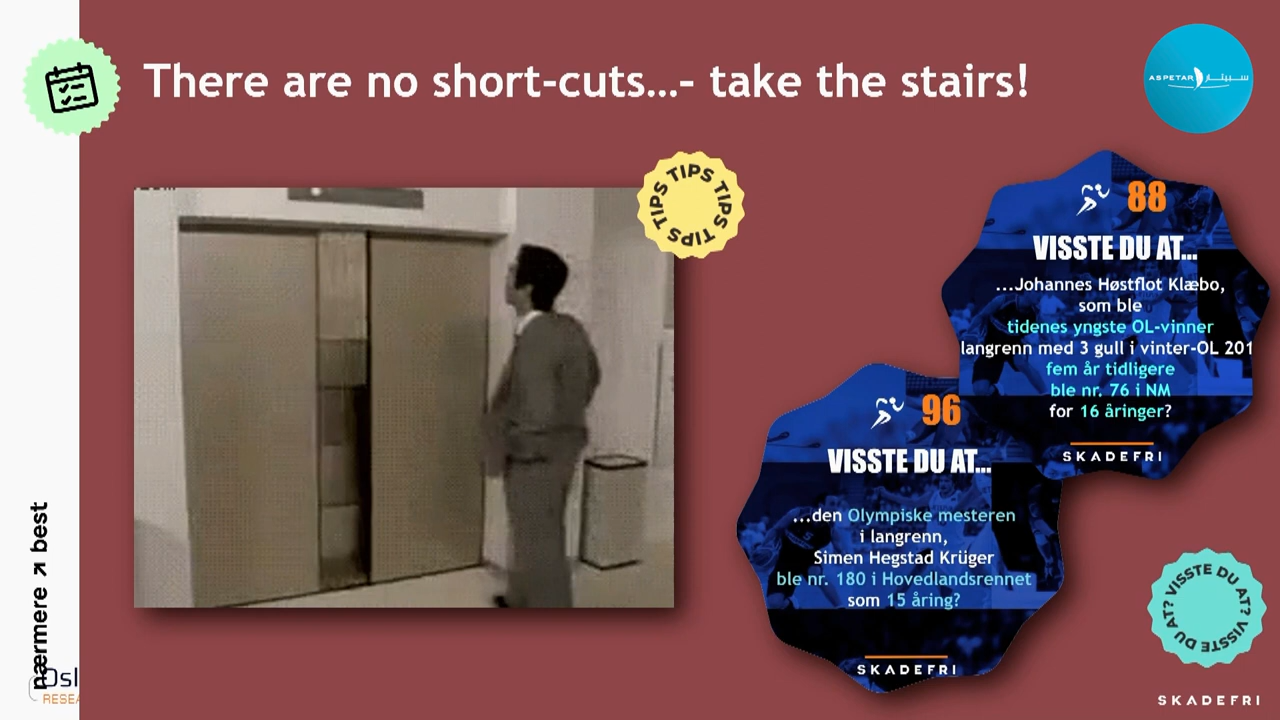 There are no short-cuts...- take the stairs!
ASPETAR سبيتار
TIPS TIPS TIPS TIPS
88
VISSTE DU AT...
...Johannes Høstflot Klæbo,
som ble
tidenes yngste OL-vinner
langrenn med 3 gull i vinter-OL 201
fem år tidligere
ble nr. 76 i NM
for 16 åringer?
SKADEFRI
96
VISSTE DU AT...
...den Olympiske mesteren
i langrenn,
Simen Hegstad Krüger
ble nr. 180 i Hovedlandsrennet
som 15 åring?
SKADEFRI
VISSTE DU AT? VISSTE DU AT?
SKADEFRI
nærmere ↗ best
Osl
RESEA